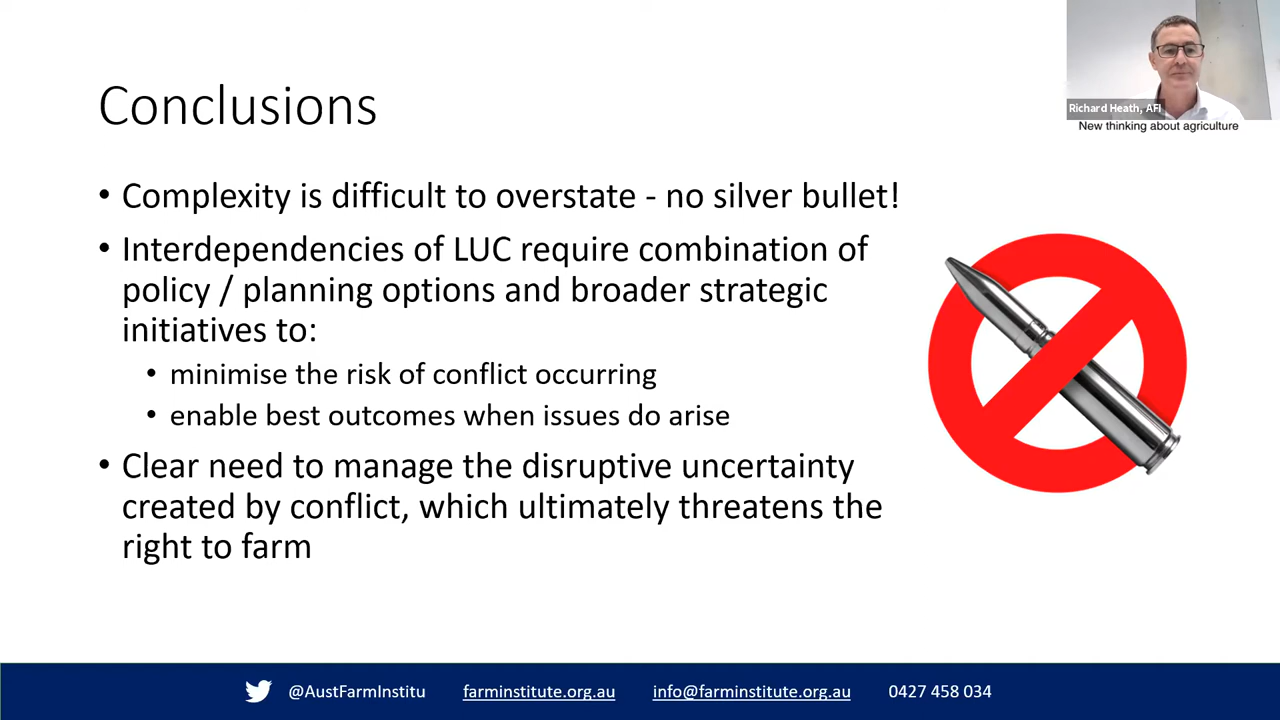 Richard Heath, AFI
New thinking about agriculture
Conclusions
• Complexity is difficult to overstate - no silver bullet!
• Interdependencies of LUC require combination of
policy / planning options and broader strategic
initiatives to:
• minimise the risk of conflict occurring
• enable best outcomes when issues do arise
• Clear need to manage the disruptive uncertainty
created by conflict, which ultimately threatens the
right to farm
@AustFarmInstitu farminstitute.org.au info@farminstitute.org.au 0427 458 034